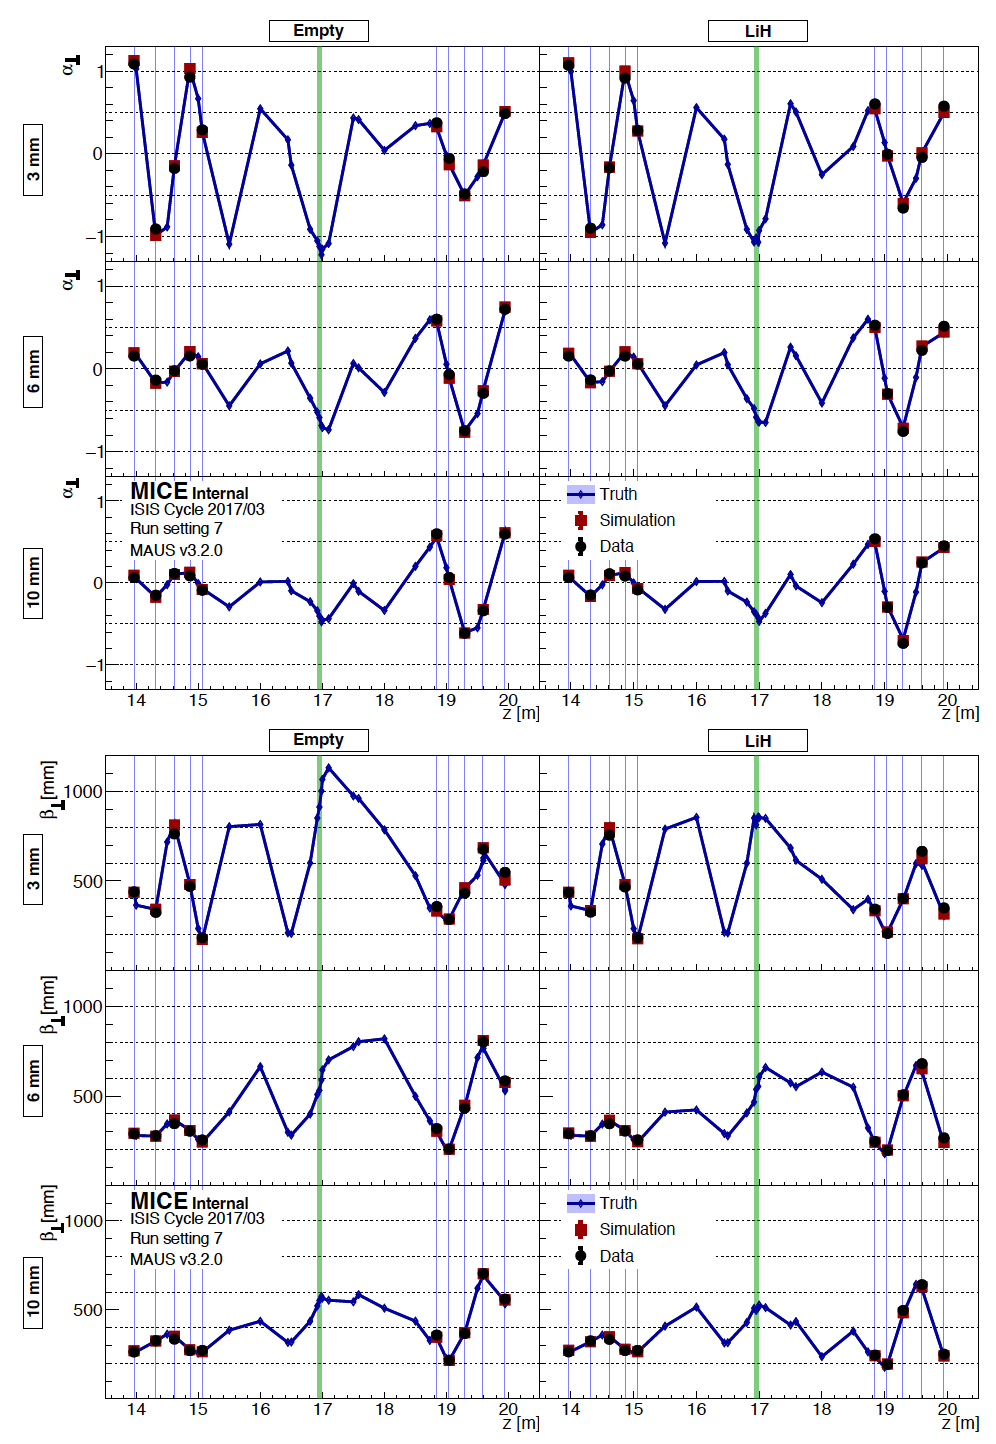 Empty LiH
α⊥ 1 0 −1
3 mm
α⊥ 1 0 −1
6 mm
α⊥ 1 0 −1
10 mm
MICE Internal
ISIS Cycle 2017/03
Run setting 7
MAUS v3.2.0
Truth
Simulation
Data
14 15 16 17 18 19 20 14 15 16 17 18 19 20
z [m] z [m]
Empty LiH
β⊥ [mm] 1000 500
3 mm
β⊥ [mm] 1000 500
6 mm
β⊥ [mm] 1000 500
10 mm
MICE Internal
ISIS Cycle 2017/03
Run setting 7
MAUS v3.2.0
Truth
Simulation
Data
14 15 16 17 18 19 20 14 15 16 17 18 19 20
z [m] z [m]